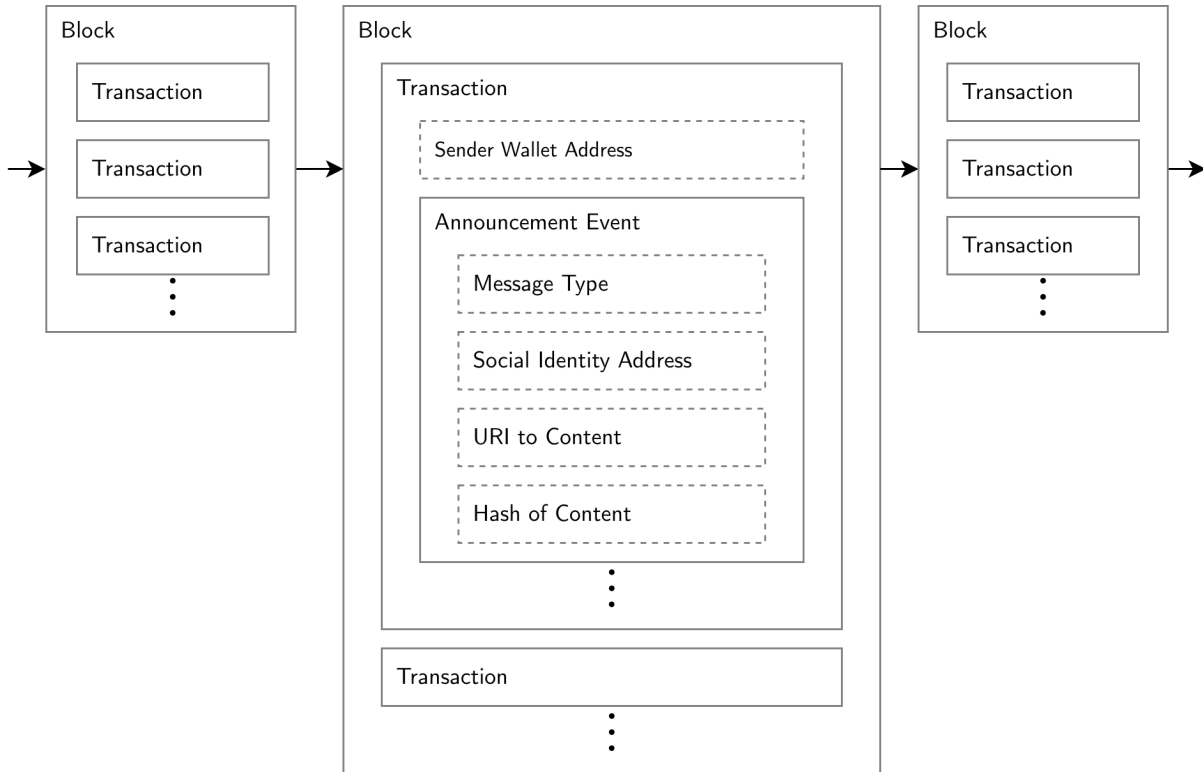 Block
Transaction
Transaction
Transaction
Block
Transaction
Sender Wallet Address
Announcement Event
Message Type
Social Identity Address
URI to Content
Hash of Content
Transaction
Block
Transaction
Transaction
Transaction